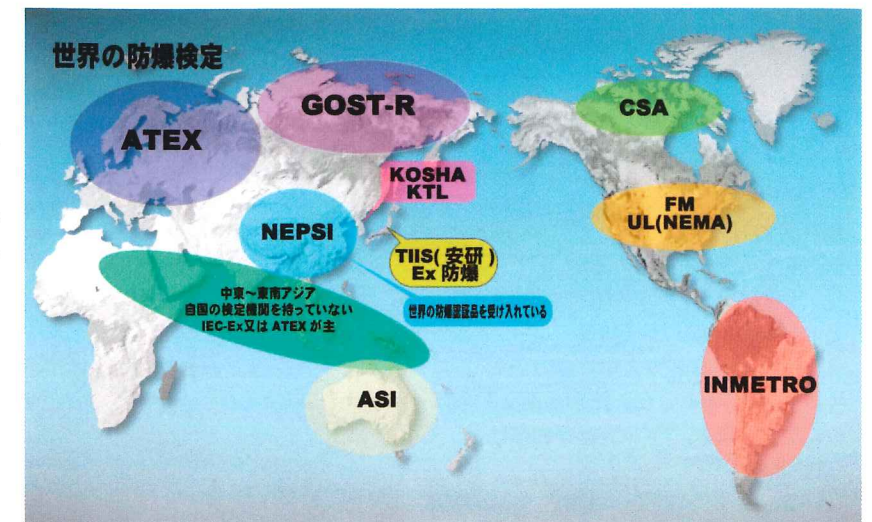 世界の防爆検定
ATEX
GOST-R
CSA
KOSHA
KTL
FM
UL(NEMA)
NEPSI
TIIS(安研)
Ex 防爆
中東～東南アジア
自国の検定機関を持っていない
IEC-Ex又は ATEX が主
世界の防爆認証品を受け入れている
ASI
INMETRO